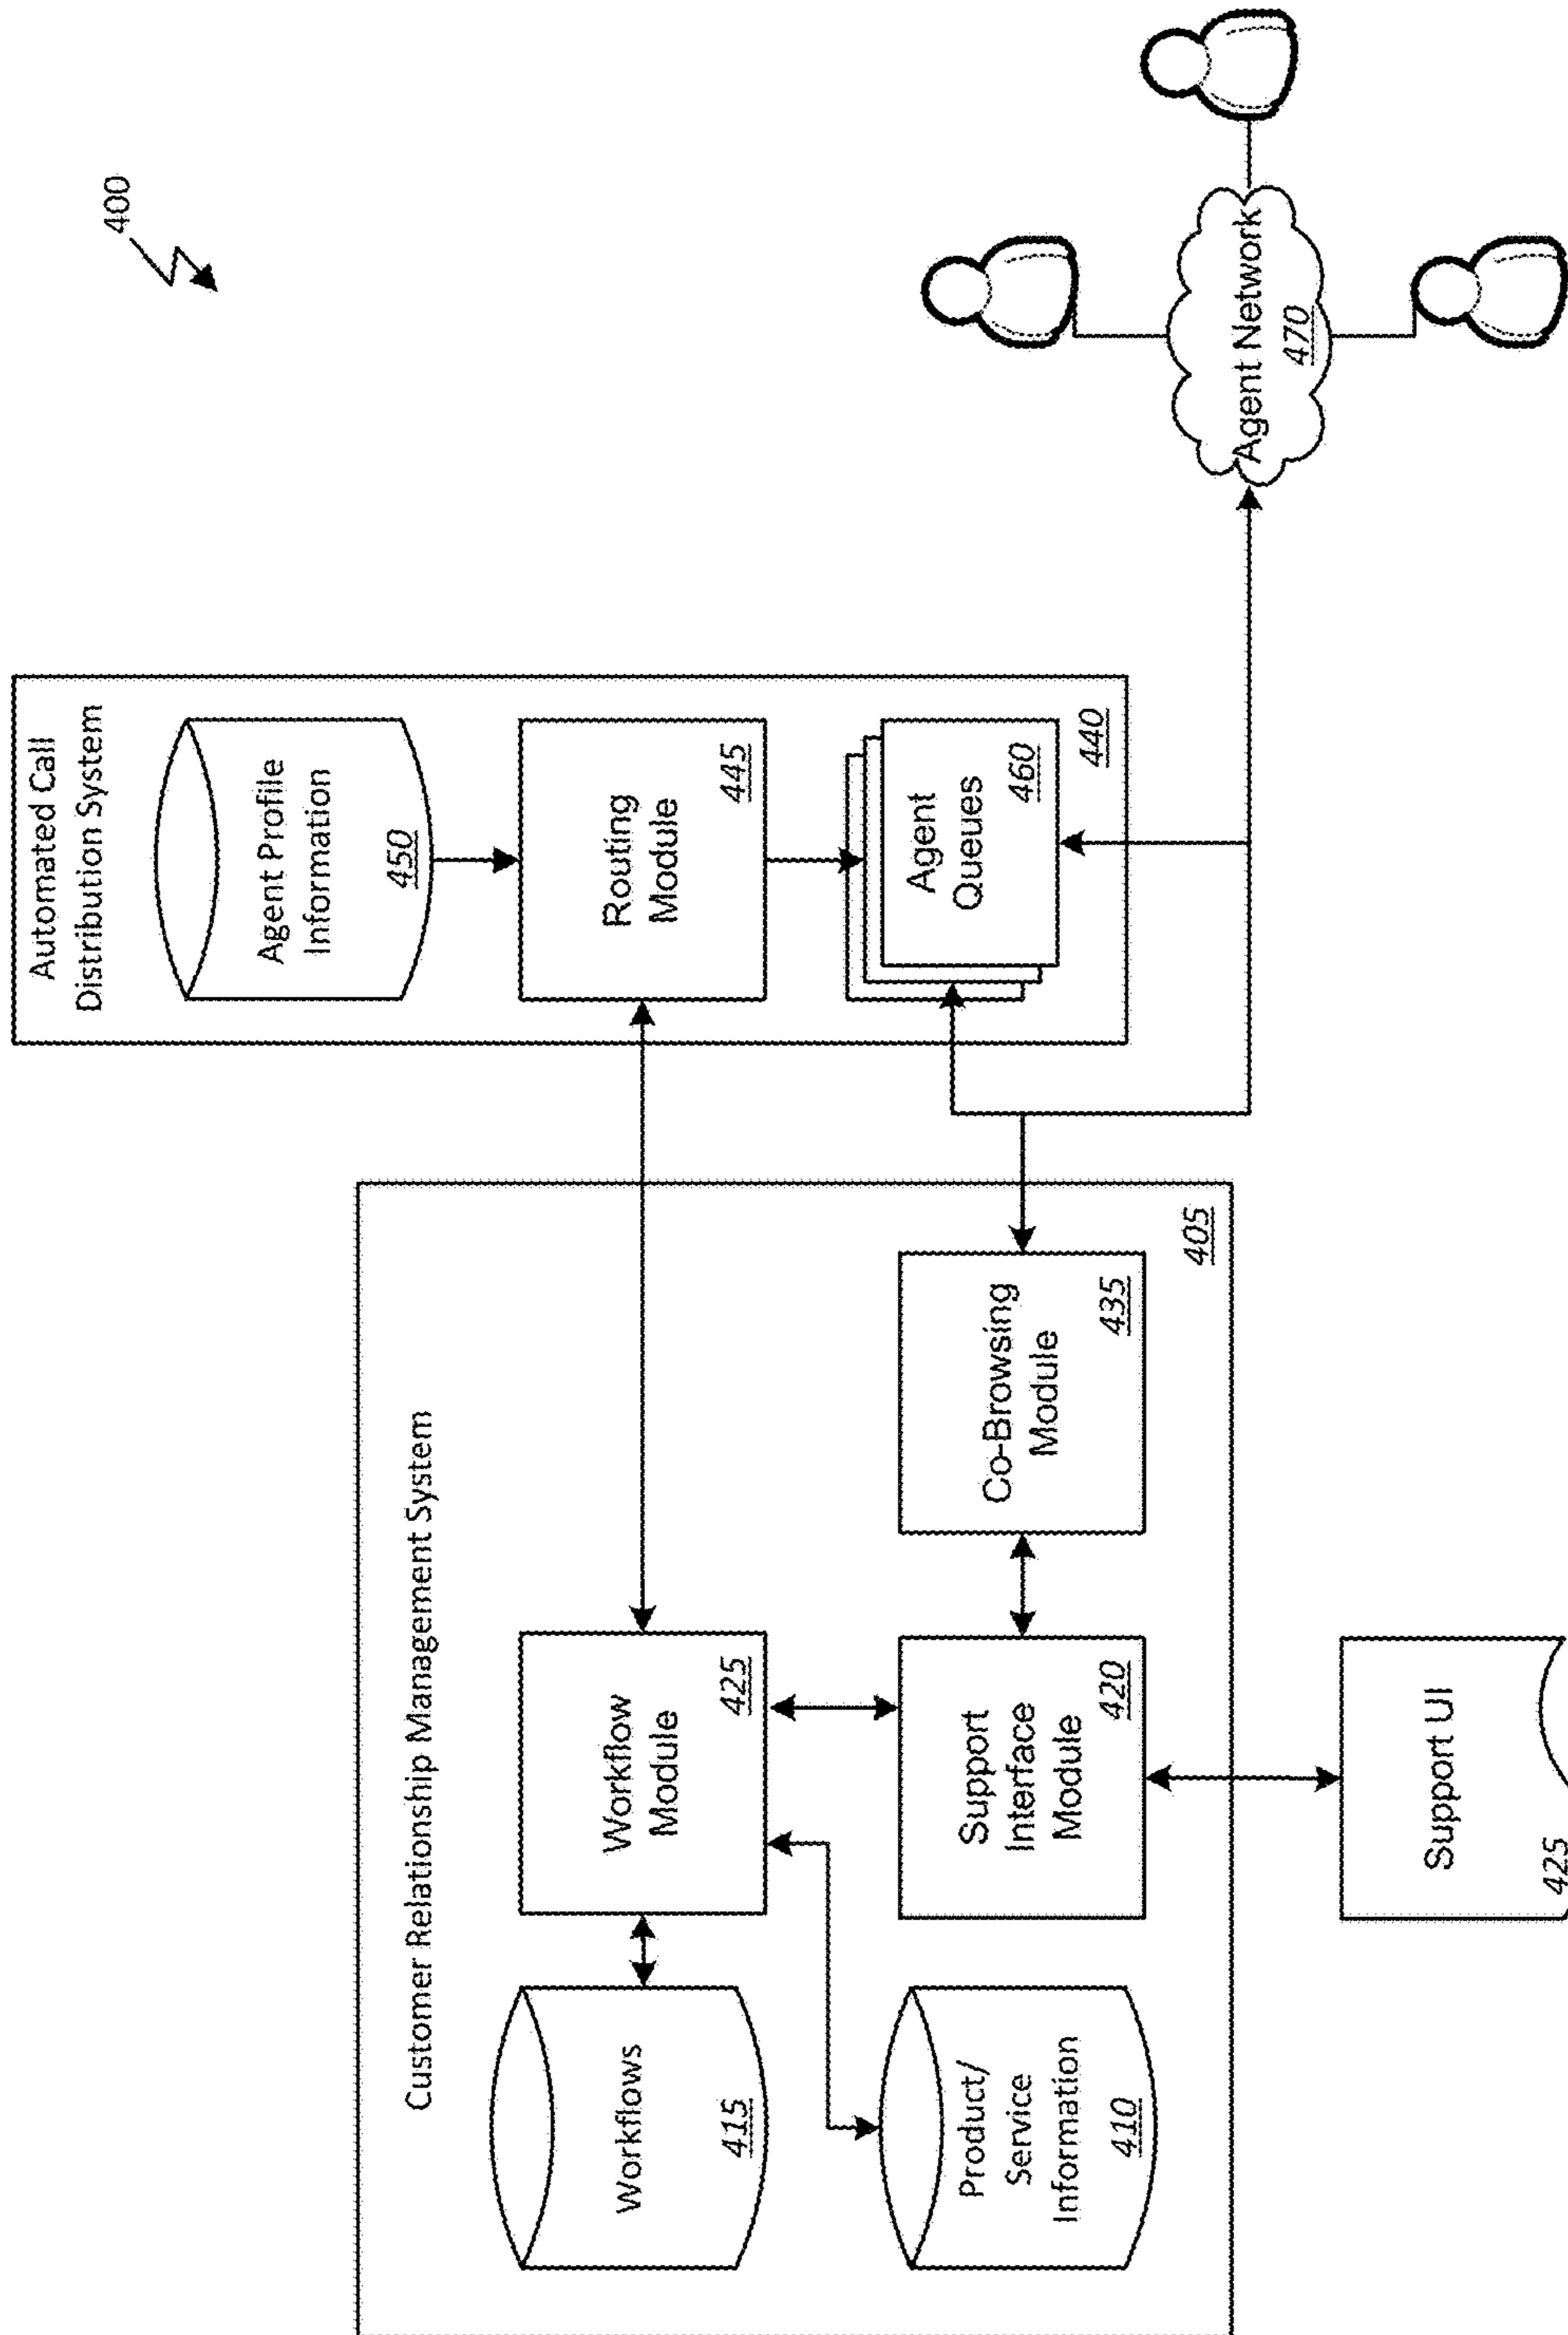 400
Customer Relationship Management System
Workflows
415
Workflow
Module
425
Product/
Service
Information
410
Support
Interface
Module
420
Co-Browsing
Module
435
405
Support UI
425
Automated Call
Distribution System
Agent Profile
Information
450
Routing
Module
445
Agent
Queues
460
440
Agent Network
470